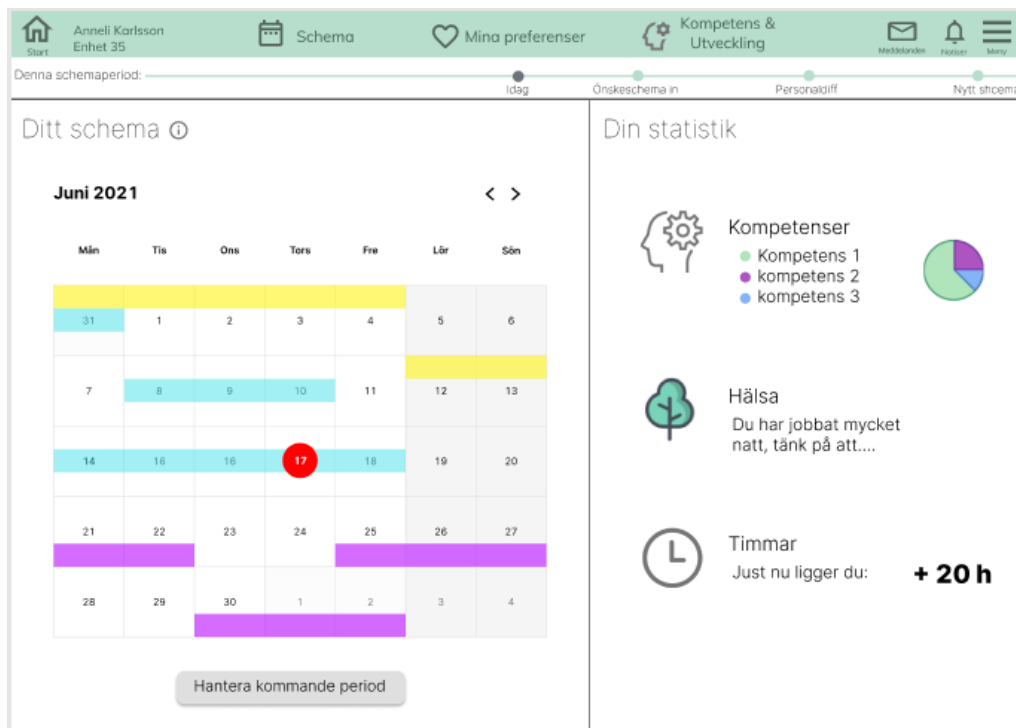 Start
Anneli Karlsson
Enhet 35
Schema
Mina preferenser
Kompetens &
Utveckling
Meddelanden
Notiser
Meny
Denna schemaperiod:
Idag
Önskeschema in
Personaldiff
Nytt shcema
Ditt schema
Juni 2021
< >
Mån Tis Ons Tors Fre Lör Sön
31 1 2 3 4 5 6
7 8 9 10 11 12 13
14 16 16 17 18 19 20
21 22 23 24 25 26 27
28 29 30 1 2 3 4
Hantera kommande period
Din statistik
Kompetenser
Kompetens 1
kompetens 2
kompetens 3
Hälsa
Du har jobbat mycket
natt, tänk på att....
Timmar
Just nu ligger du:
+ 20 h